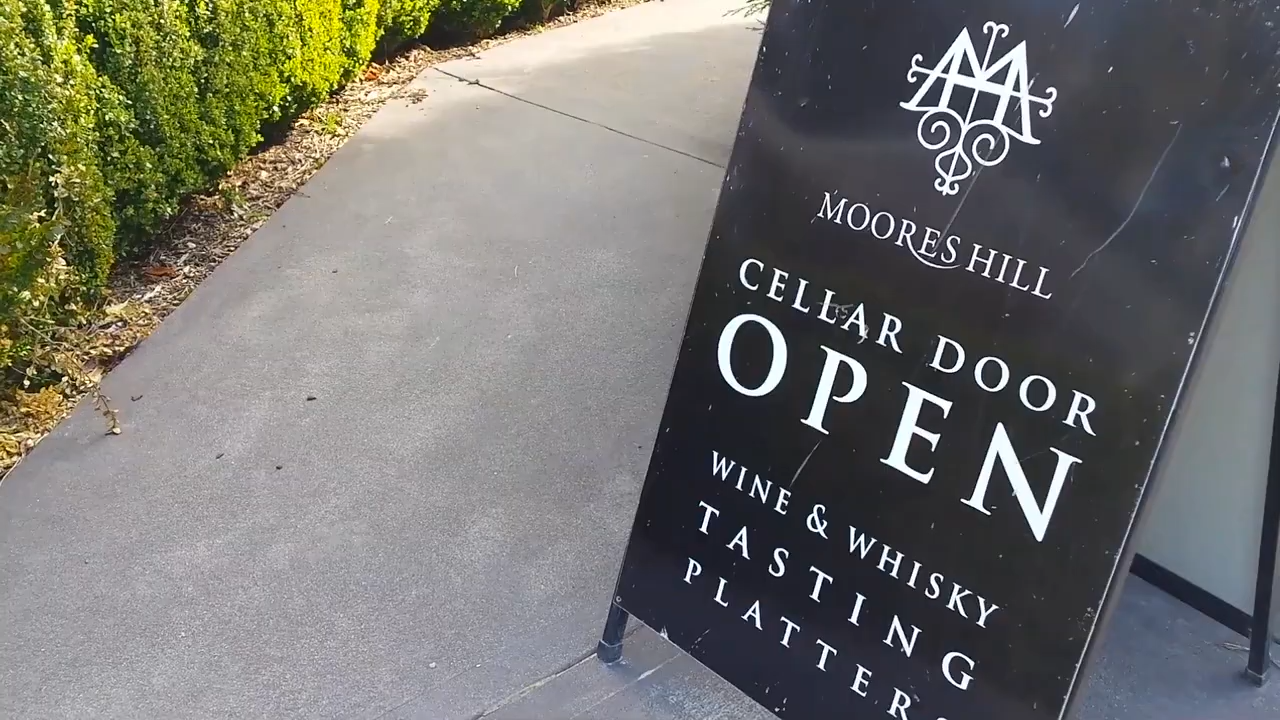 MOORES HILL
CELLAR DOOR
OPEN
WINE & WHISKY
TASTING
PLATTERS